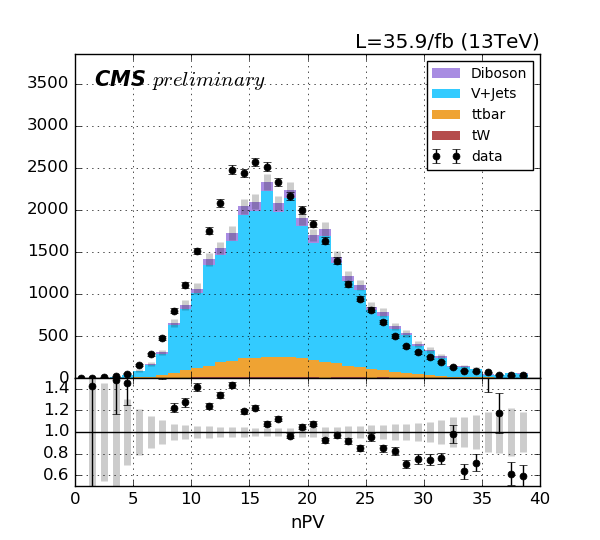 L=35.9/fb (13TeV)
CMS preliminary
Diboson
V+Jets
ttbar
tW
data
3500
3000
2500
2000
1500
1000
500
0
1.4
1.2
1.0
0.8
0.6
0 5 10 15 20 25 30 35 40
nPV